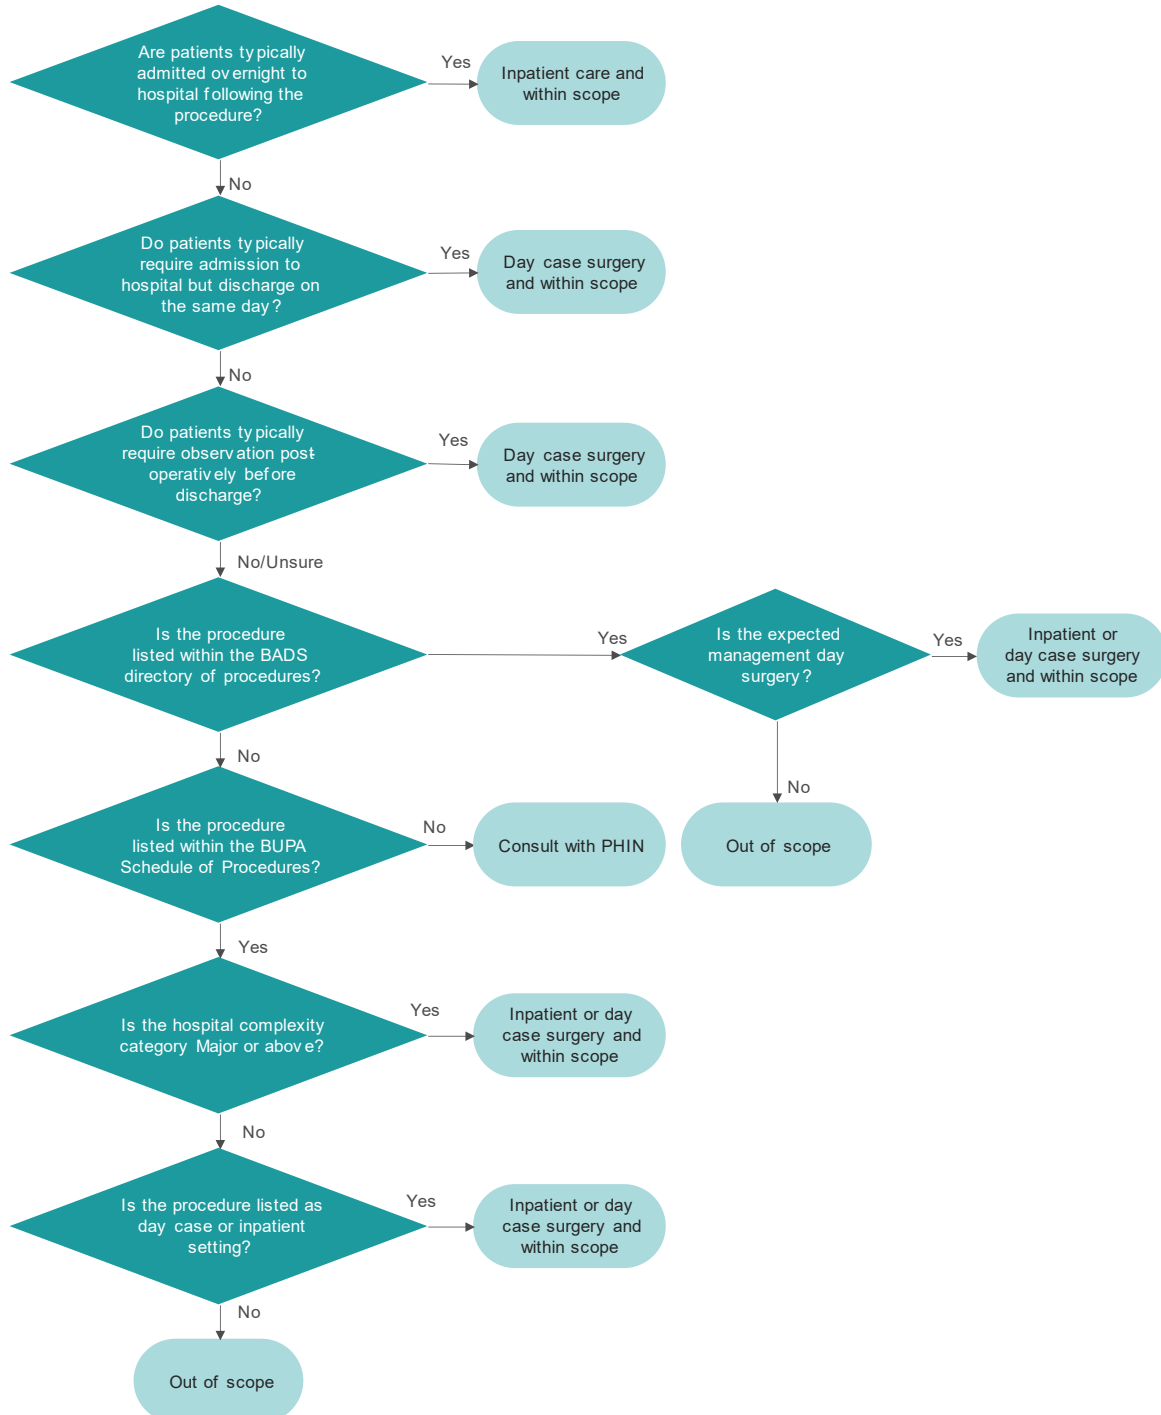 Are patients typically
admitted overnight to
hospital following the
procedure?
Yes
Inpatient care and
within scope
No
Do patients typically
require admission to
hospital but discharge on
the same day?
Yes
Day case surgery
and within scope
No
Do patients typically
require observation post-
operatively before
discharge?
Yes
Day case surgery
and within scope
No/Unsure
Is the procedure
listed within the BADS
directory of procedures?
Yes
Is the expected
management day
surgery?
Yes
Inpatient or
day case surgery
and within scope
No
No
Is the procedure
listed within the BUPA
Schedule of Procedures?
No
Consult with PHIN
Out of scope
Yes
Is the hospital complexity
category Major or above?
Yes
Inpatient or day
case surgery and
within scope
No
Is the procedure listed as
day case or inpatient
setting?
Yes
Inpatient or day
case surgery and
within scope
No
Out of scope